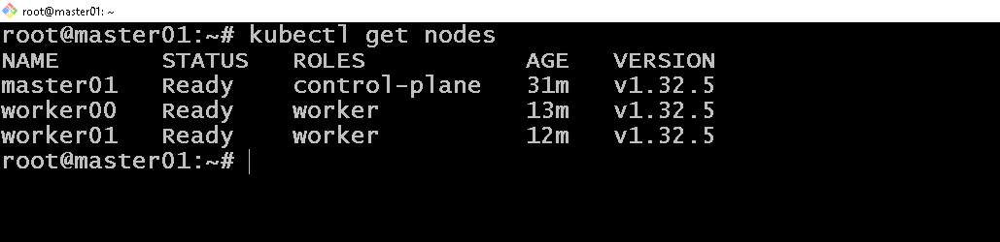 root@master01: ~
root@master01:~# kubectl get nodes
NAME STATUS ROLES AGE VERSION
master01 Ready control-plane 31m v1.32.5
worker00 Ready worker 13m v1.32.5
worker01 Ready worker 12m v1.32.5
root@master01:~#